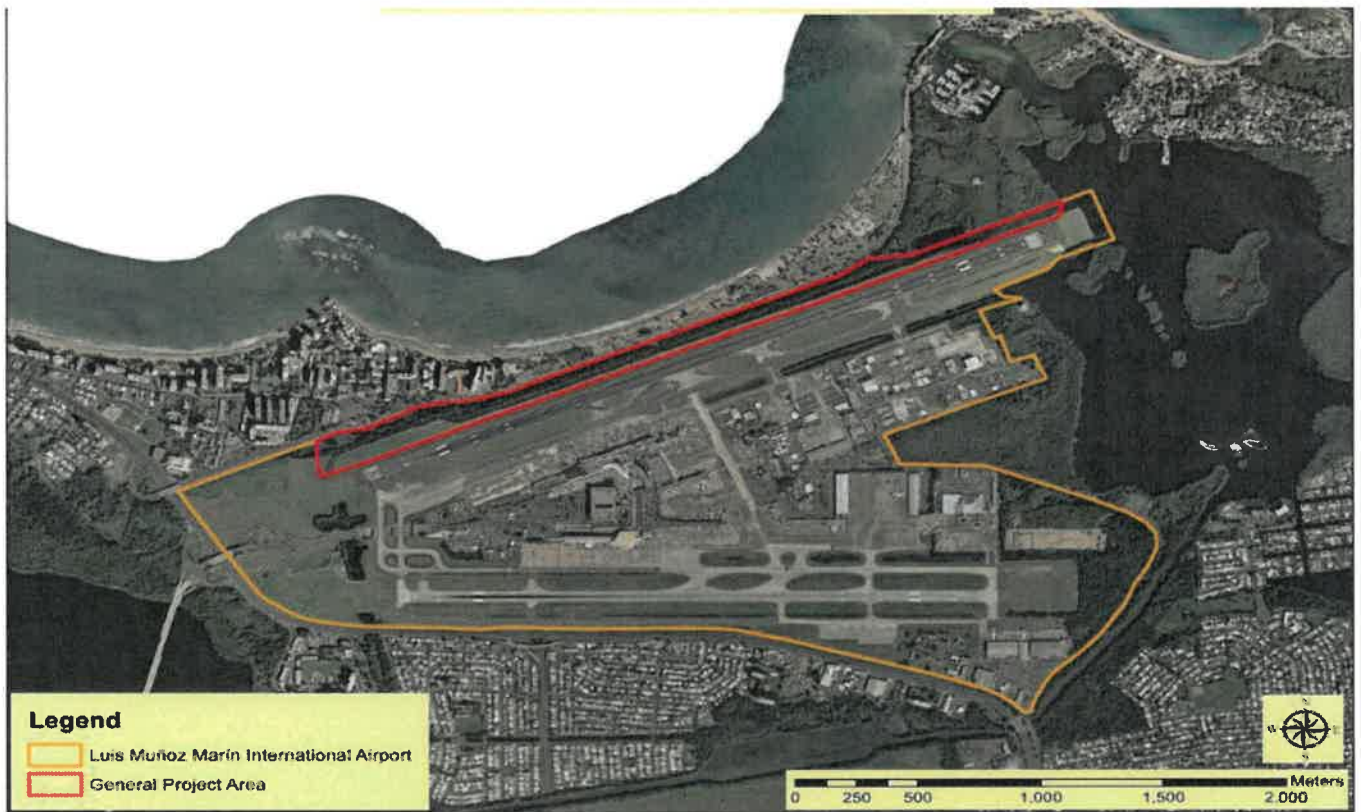 Legend
Luis Muñoz Marín International Airport
General Project Area
Meters
0 250 500 1.000 1.500 2.000